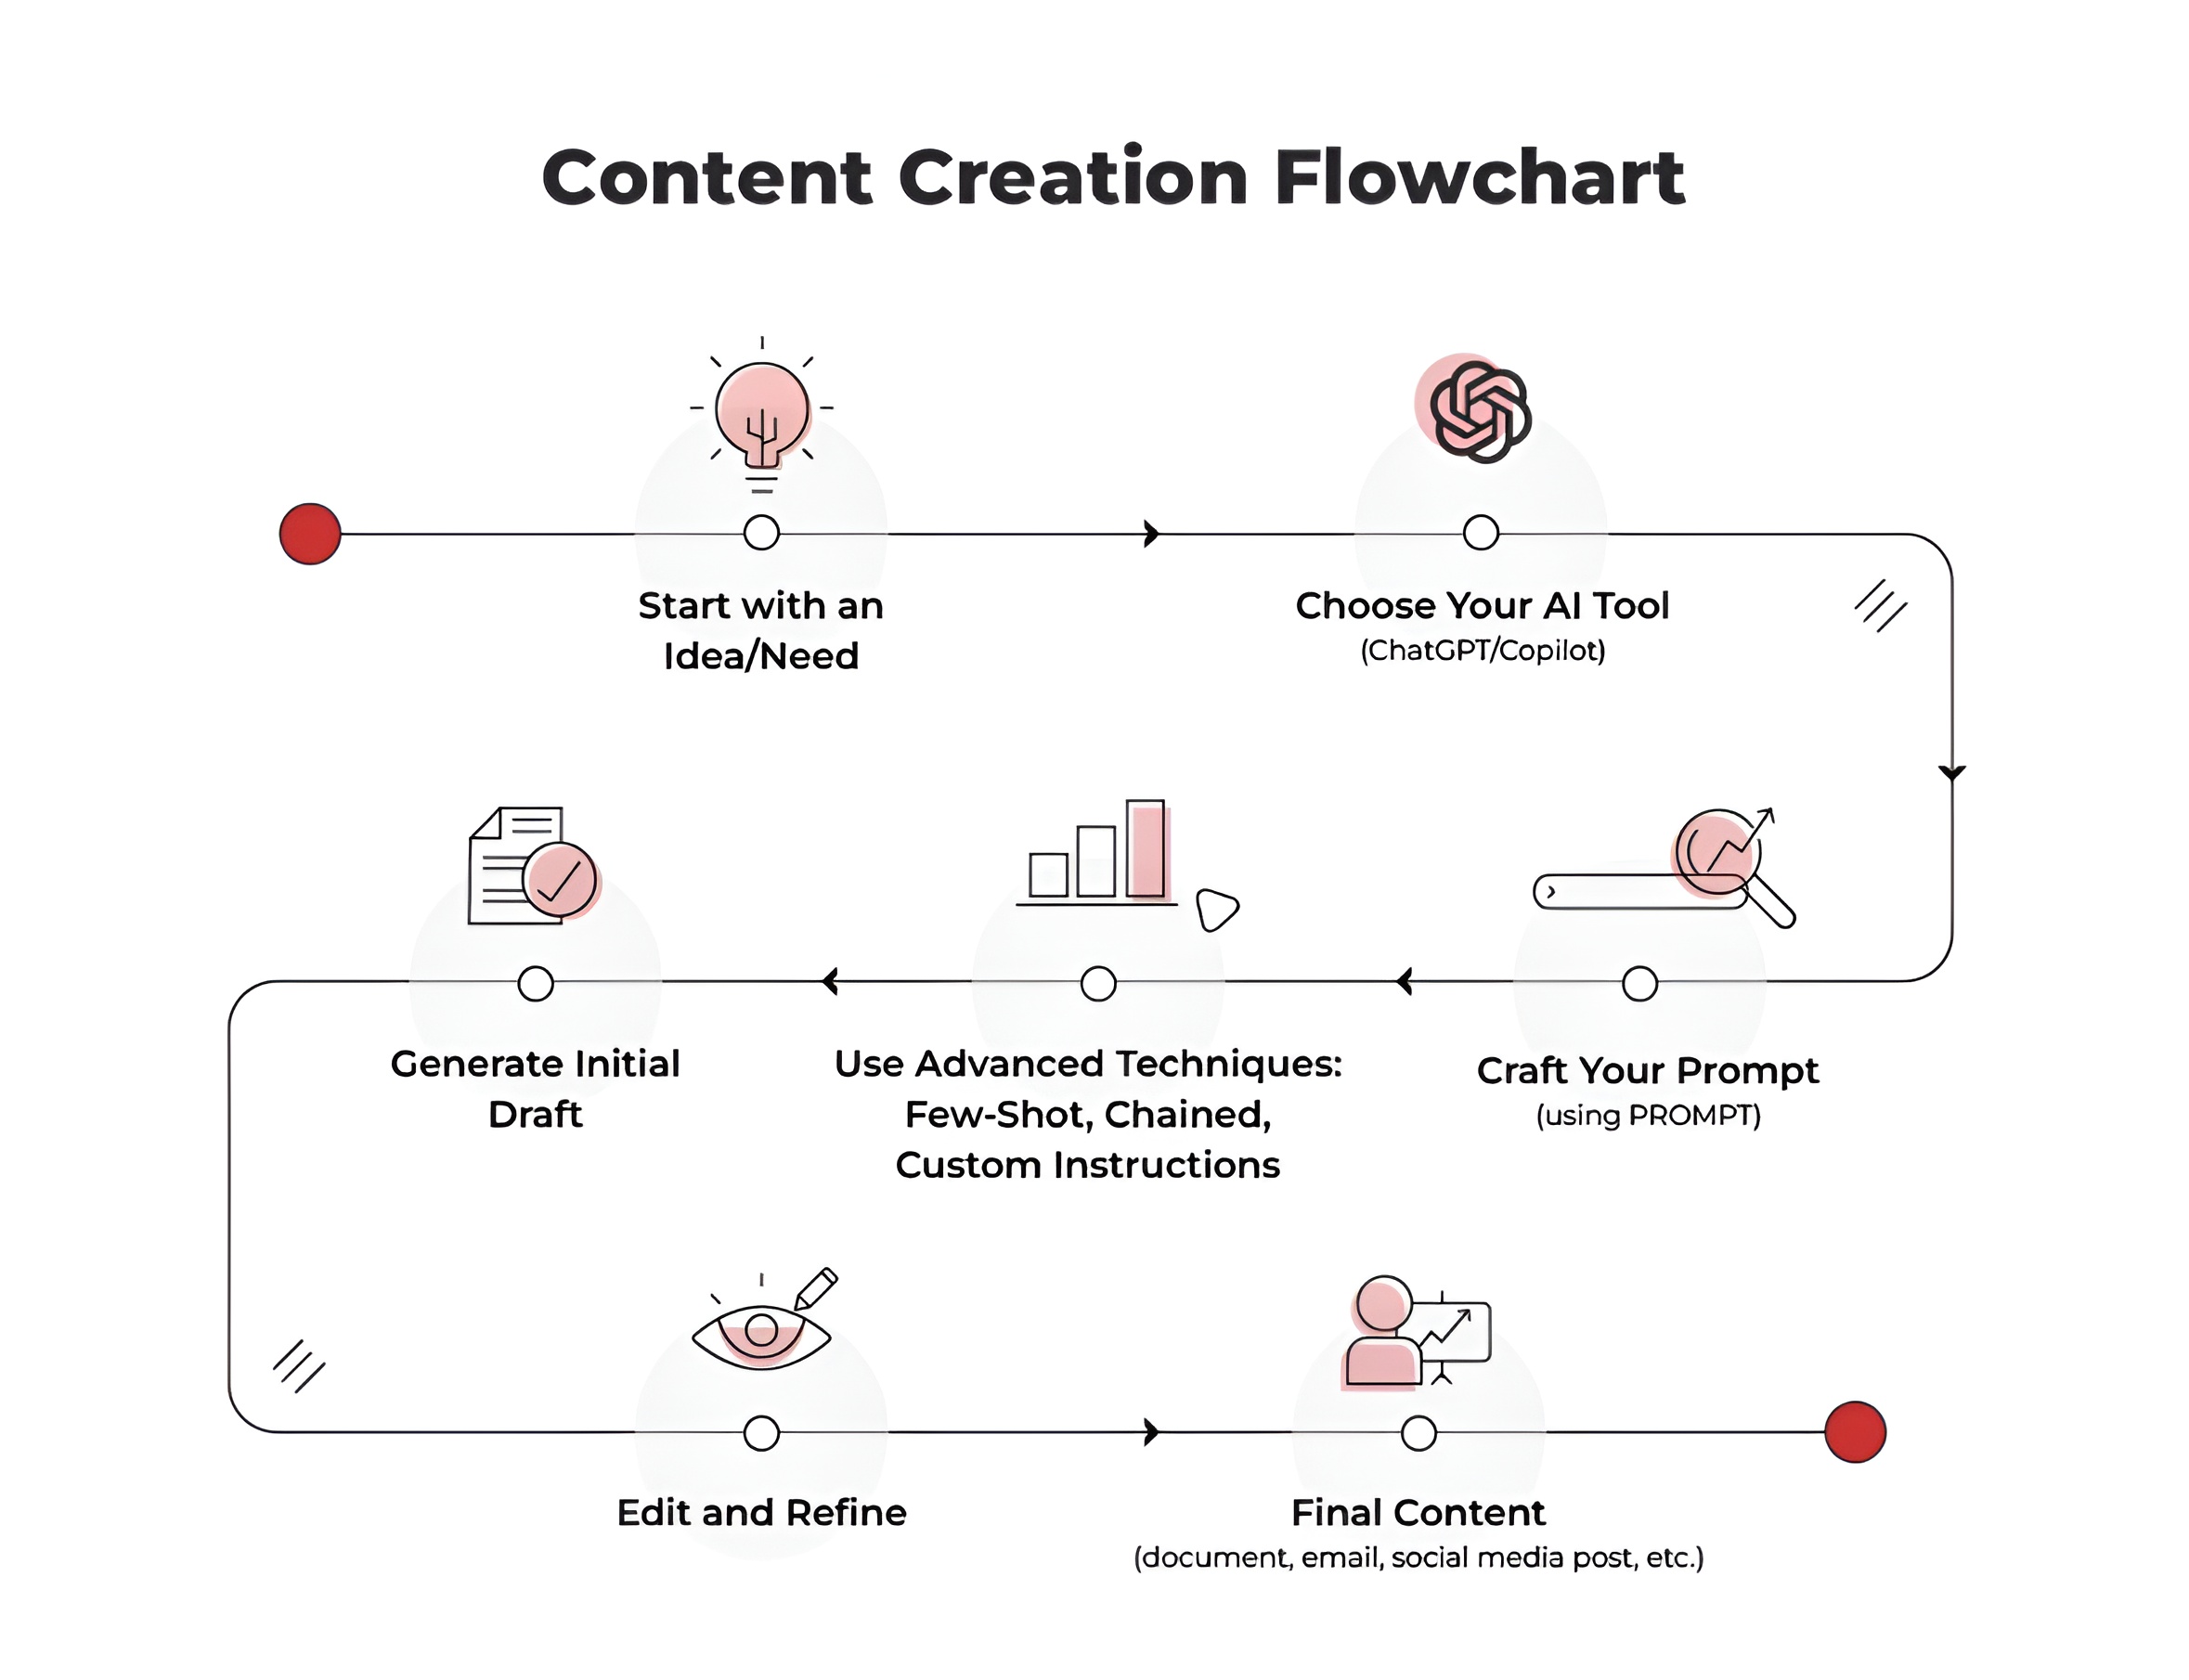 Content Creation Flowchart
Start with an
Idea/Need
Choose Your AI Tool
(ChatGPT/Copilot)
Craft Your Prompt
(using PROMPT)
Use Advanced Techniques:
Few-Shot, Chained,
Custom Instructions
Generate Initial
Draft
Edit and Refine
Final Content
(document, email, social media post, etc.)